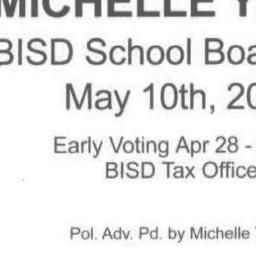 MICHELLE Y
BISD School Boa
May 10th, 20
Early Voting Apr 28 -
BISD Tax Office
Pol. Adv. Pd. by Michelle